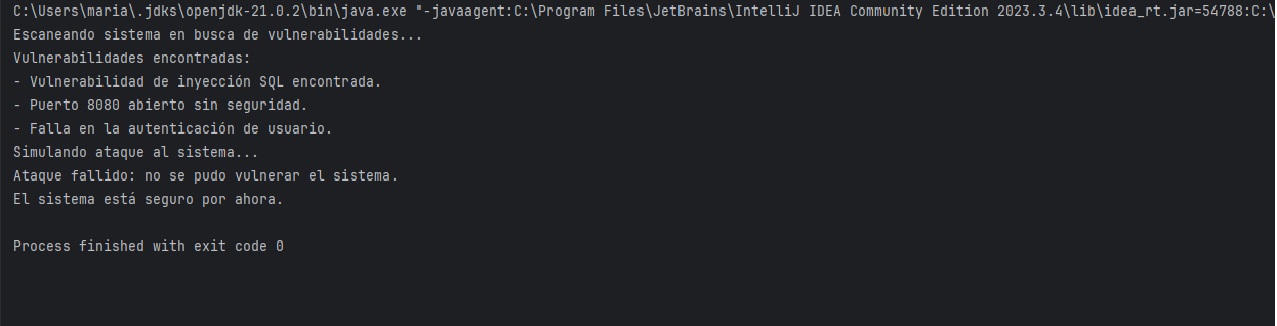 C:\Users\maria\.jdks\openjdk-21.0.2\bin\java.exe "-javaagent:C:\Program Files\JetBrains\IntelliJ IDEA Community Edition 2023.3.4\lib\idea_rt.jar=54788:C:\
Escaneando sistema en busca de vulnerabilidades...
Vulnerabilidades encontradas:
- Vulnerabilidad de inyección SQL encontrada.
- Puerto 8080 abierto sin seguridad.
- Falla en la autenticación de usuario.
Simulando ataque al sistema...
Ataque fallido: no se pudo vulnerar el sistema.
El sistema está seguro por ahora.
Process finished with exit code 0